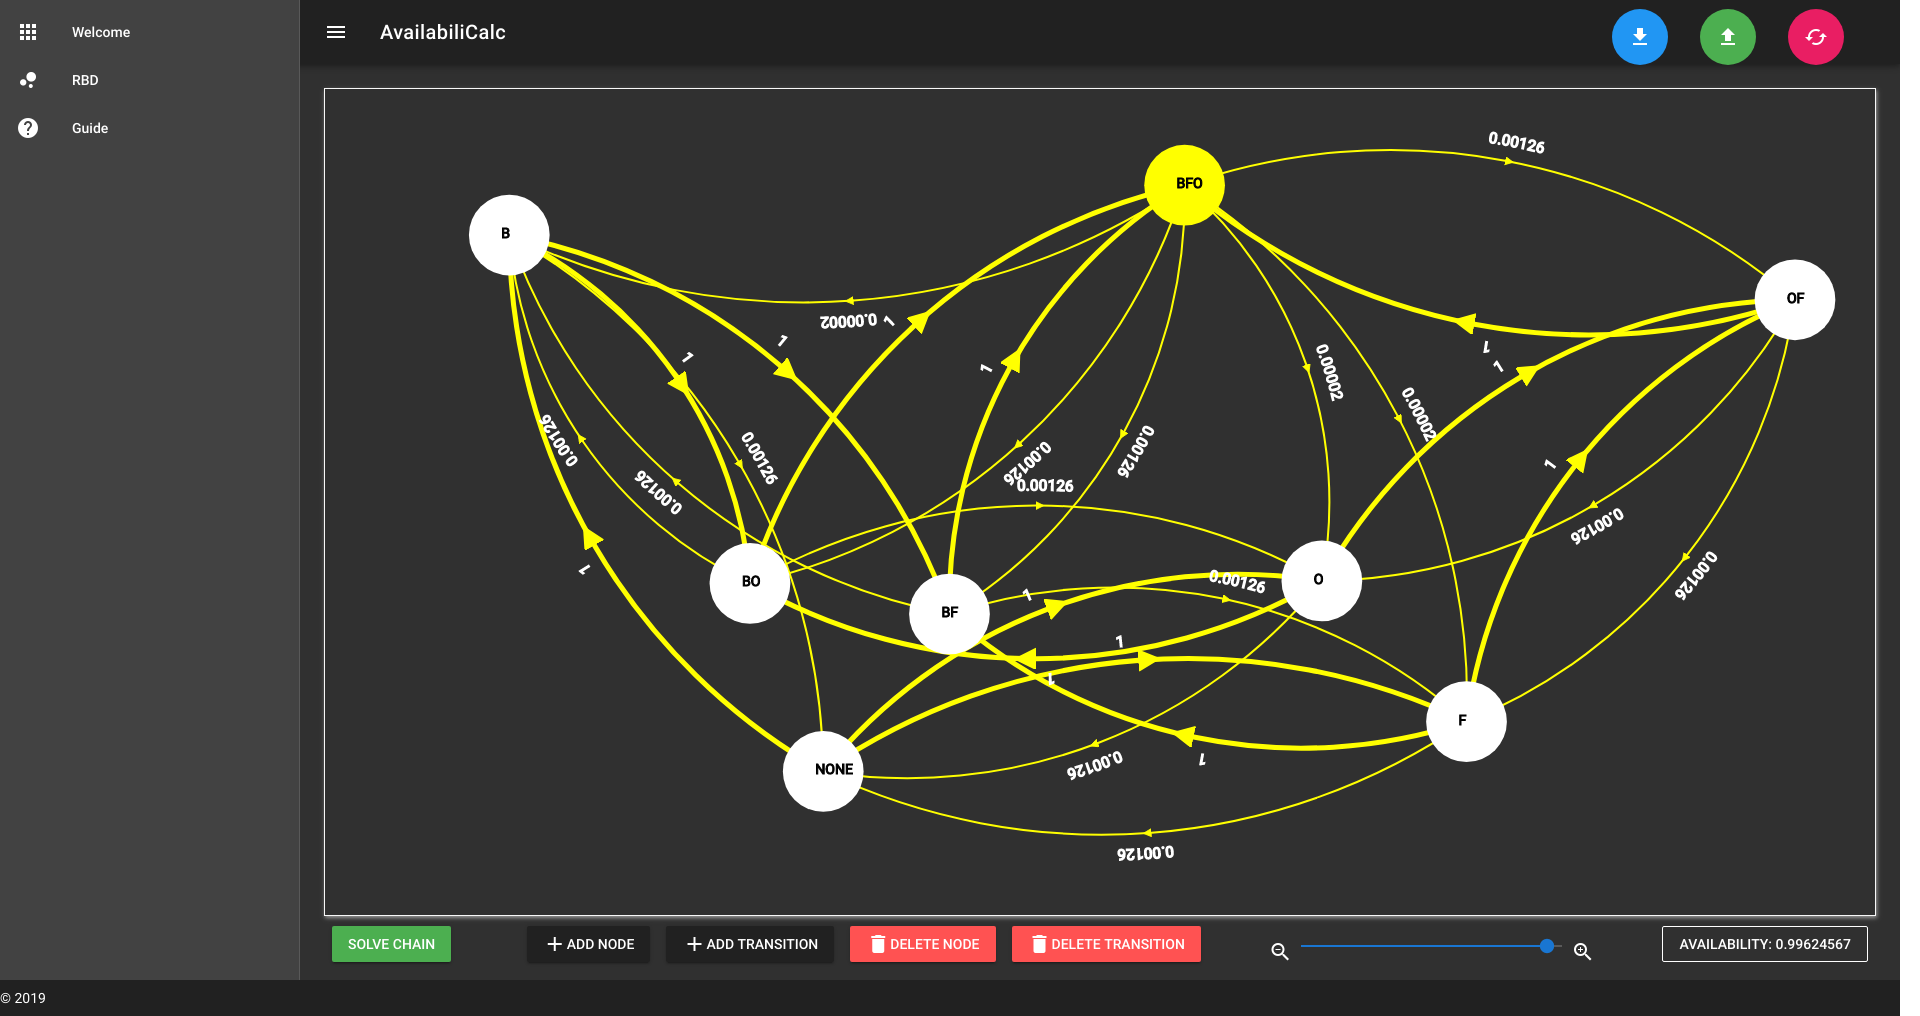 Welcome
RBD
Guide
AvailabiliCalc
0.00126
BFO
B
OF
0.00002
1
1
1
1
1
1
0.00002
0.00002
0.00126
0.00126
0.00126
0.00126
0.00126
0.00126
1
0.00126
0.00126
1
BO
BF
O
0.00126
1
1
1
F
NONE
0.00126
1
0.00126
SOLVE CHAIN
ADD NODE
ADD TRANSITION
DELETE NODE
DELETE TRANSITION
AVAILABILITY: 0.99624567
© 2019